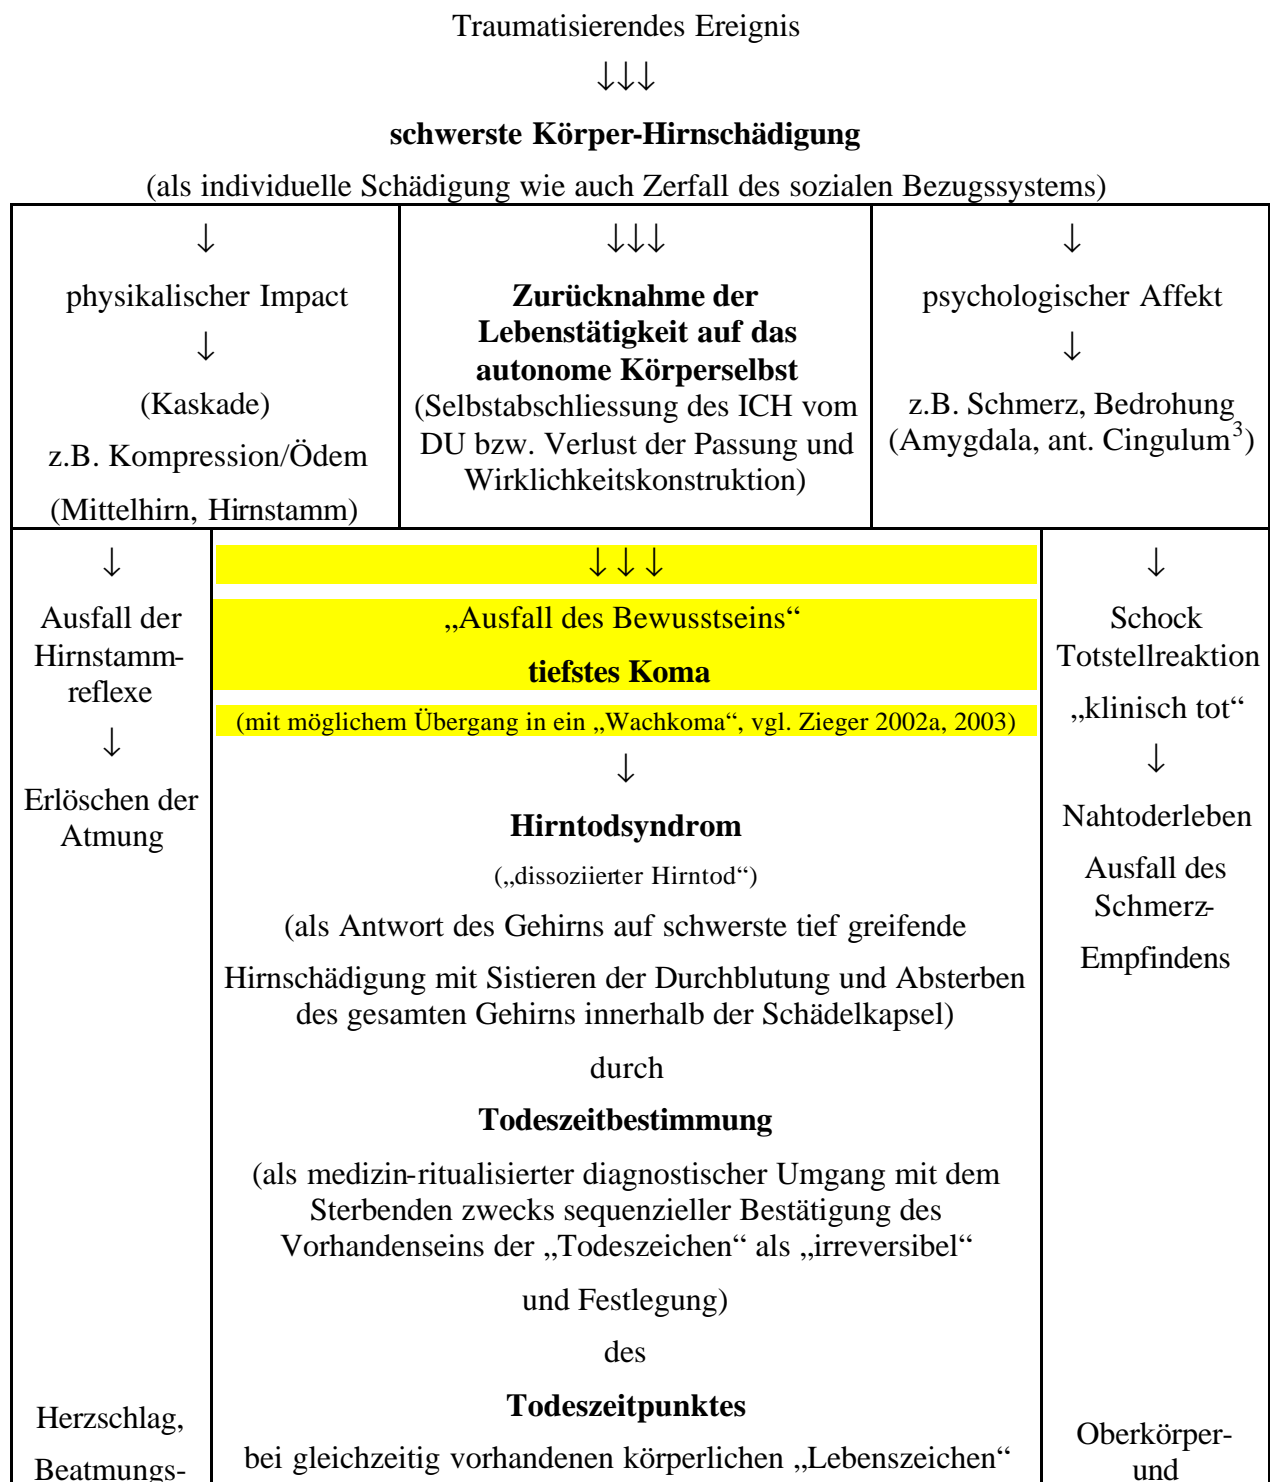 Traumatisierendes Ereignis
↓↓↓
schwerste Körper-Hirnschädigung
(als individuelle Schädigung wie auch Zerfall des sozialen Bezugssystems)
↓
physikalischer Impact
↓
(Kaskade)
z.B. Kompression/Ödem
(Mittelhirn, Hirnstamm)
↓↓↓
Zurücknahme der
Lebenstätigkeit auf das
autonome Körperselbst
(Selbstabschliessung des ICH vom
DU bzw. Verlust der Passung und
Wirklichkeitskonstruktion)
↓
psychologischer Affekt
↓
z.B. Schmerz, Bedrohung
(Amygdala, ant. Cingulum³)
↓
Ausfall der
Hirnstamm-
reflexe
↓
Erlöschen der
Atmung
Herzschlag,
Beatmungs-
↓ ↓ ↓
„Ausfall des Bewusstseins“
tiefstes Koma
(mit möglichem Übergang in ein „Wachkoma“, vgl. Zieger 2002a, 2003)
↓
Hirntodsyndrom
(„dissoziierter Hirntod“)
(als Antwort des Gehirns auf schwerste tief greifende
Hirnschädigung mit Sistieren der Durchblutung und Absterben
des gesamten Gehirns innerhalb der Schädelkapsel)
durch
Todeszeitbestimmung
(als medizin-ritualisierter diagnostischer Umgang mit dem
Sterbenden zwecks sequenzieller Bestätigung des
Vorhandenseins der „Todeszeichen“ als „irreversibel“
und Festlegung)
des
Todeszeitpunktes
bei gleichzeitig vorhandenen körperlichen „Lebenszeichen“
↓
Schock
Totstellreaktion
„klinisch tot“
↓
Nahtoderleben
Ausfall des
Schmerz-
Empfindens
Oberkörper-
und